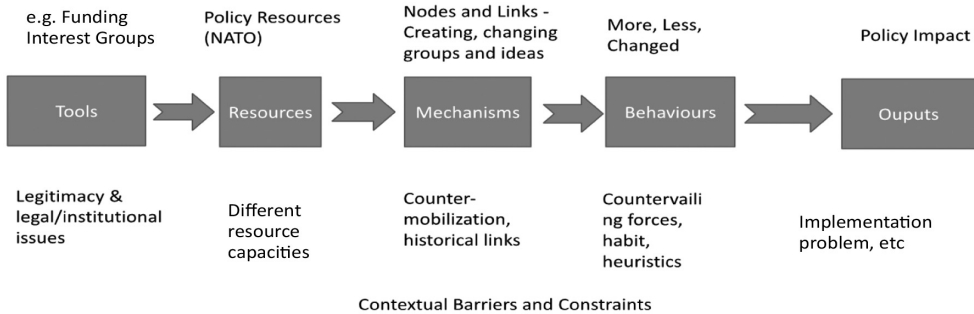 e.g. Funding
Interest Groups
Policy Resources
(NATO)
Nodes and Links -
Creating, changing
groups and ideas
More, Less,
Changed
Policy Impact
Tools
Resources
Mechanisms
Behaviours
Ouputs
Legitimacy &
legal/institutional
issues
Different
resource
capacities
Counter-
mobilization,
historical links
Countervaili
ng forces,
habit,
heuristics
Implementation
problem, etc
Contextual Barriers and Constraints